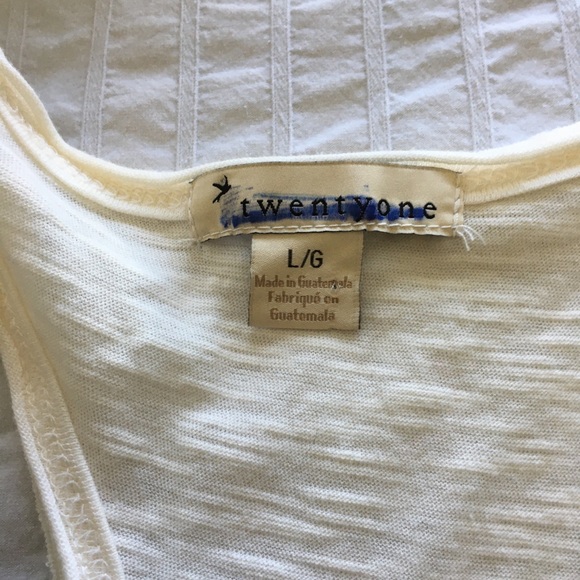 twentyone
L/G
Made in Guatemala
Fabriqué en
Guatemala